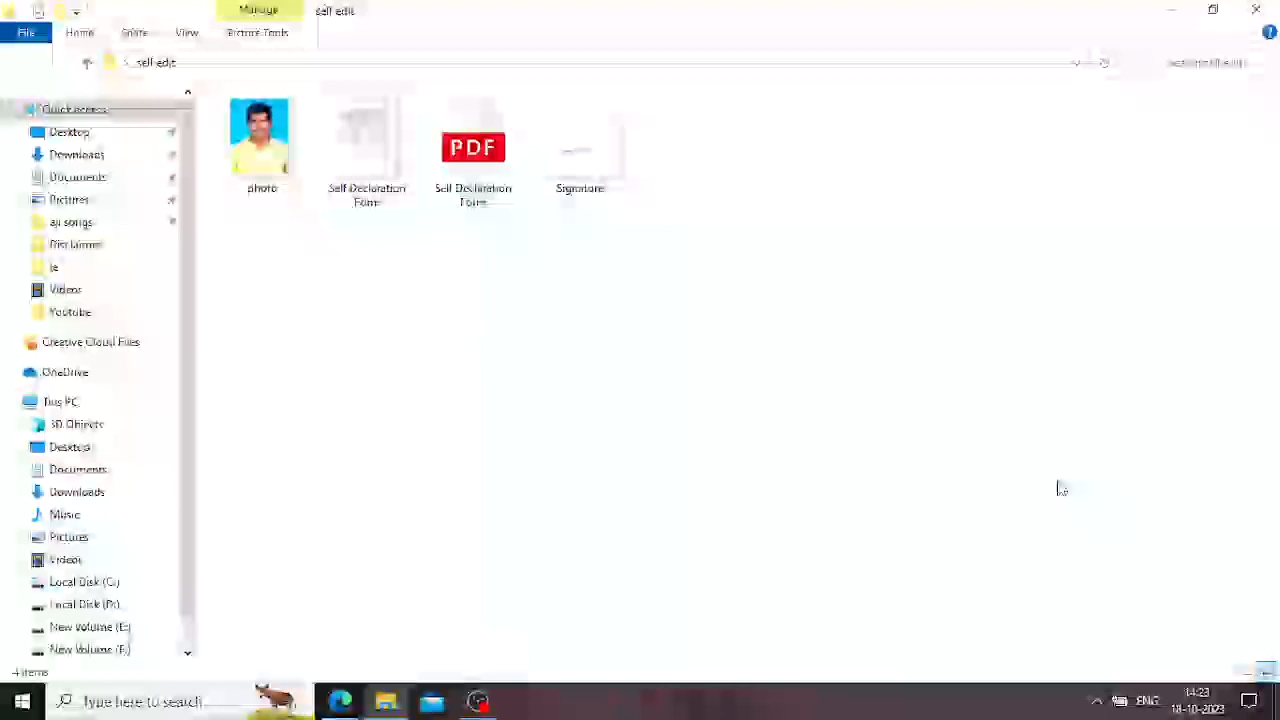 Manage
self edit
File
Home
Share
View
Picture Tools
self edit
Quick access
Desktop
Downloads
Documents
Pictures
aji songs
Disclaimer
Videos
Youtube
Creative Cloud Files
OneDrive
This PC
3D Objects
Desktop
Documents
Downloads
Music
Pictures
Videos
Local Disk (C:)
Local Disk (D:)
New Volume (E:)
New Volume (F:)
photo
Self Declaration
Form
PDF
Self Declaration
Form
Signature
4 items
Type here to search
ENG
14:23
18-10-2023